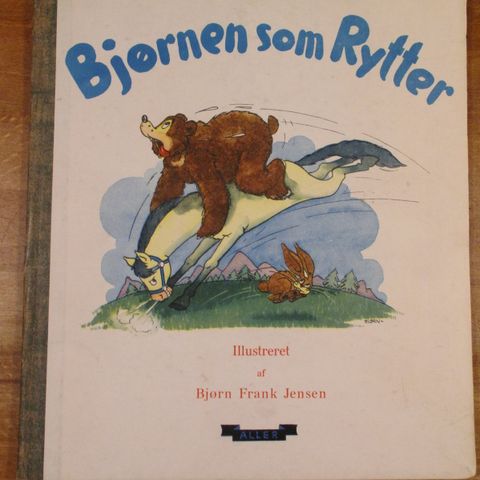 Bjørnen som Rytter
Illustreret
af
Bjørn Frank Jensen
ALLER